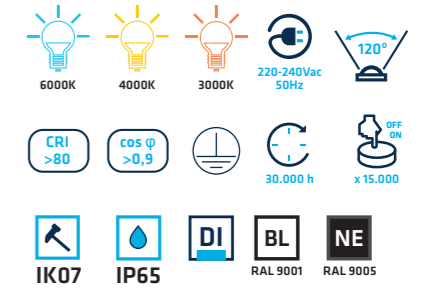 120°
6000K
4000K
3000K
220-240Vac
50Hz
CRI
>80
cos φ
>0,9
30.000 h
OFF
ON
x 15.000
IK07
IP65
DI
BL
RAL 9001
NE
RAL 9005